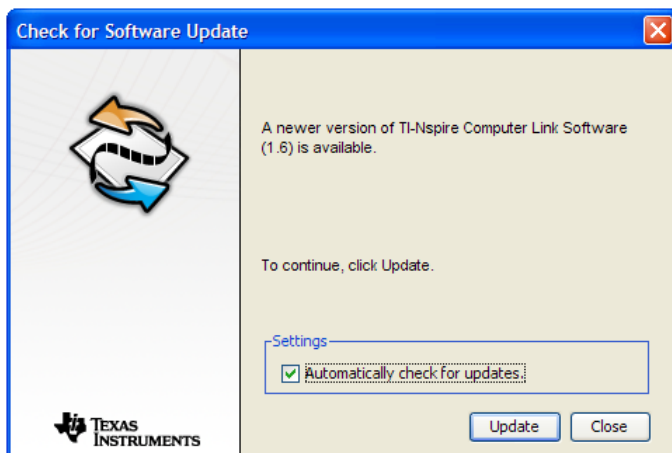 Check for Software Update
A newer version of TI-Nspire Computer Link Software
(1.6) is available.
To continue, click Update.
Settings
Automatically check for updates.
Update
Close
TEXAS
INSTRUMENTS